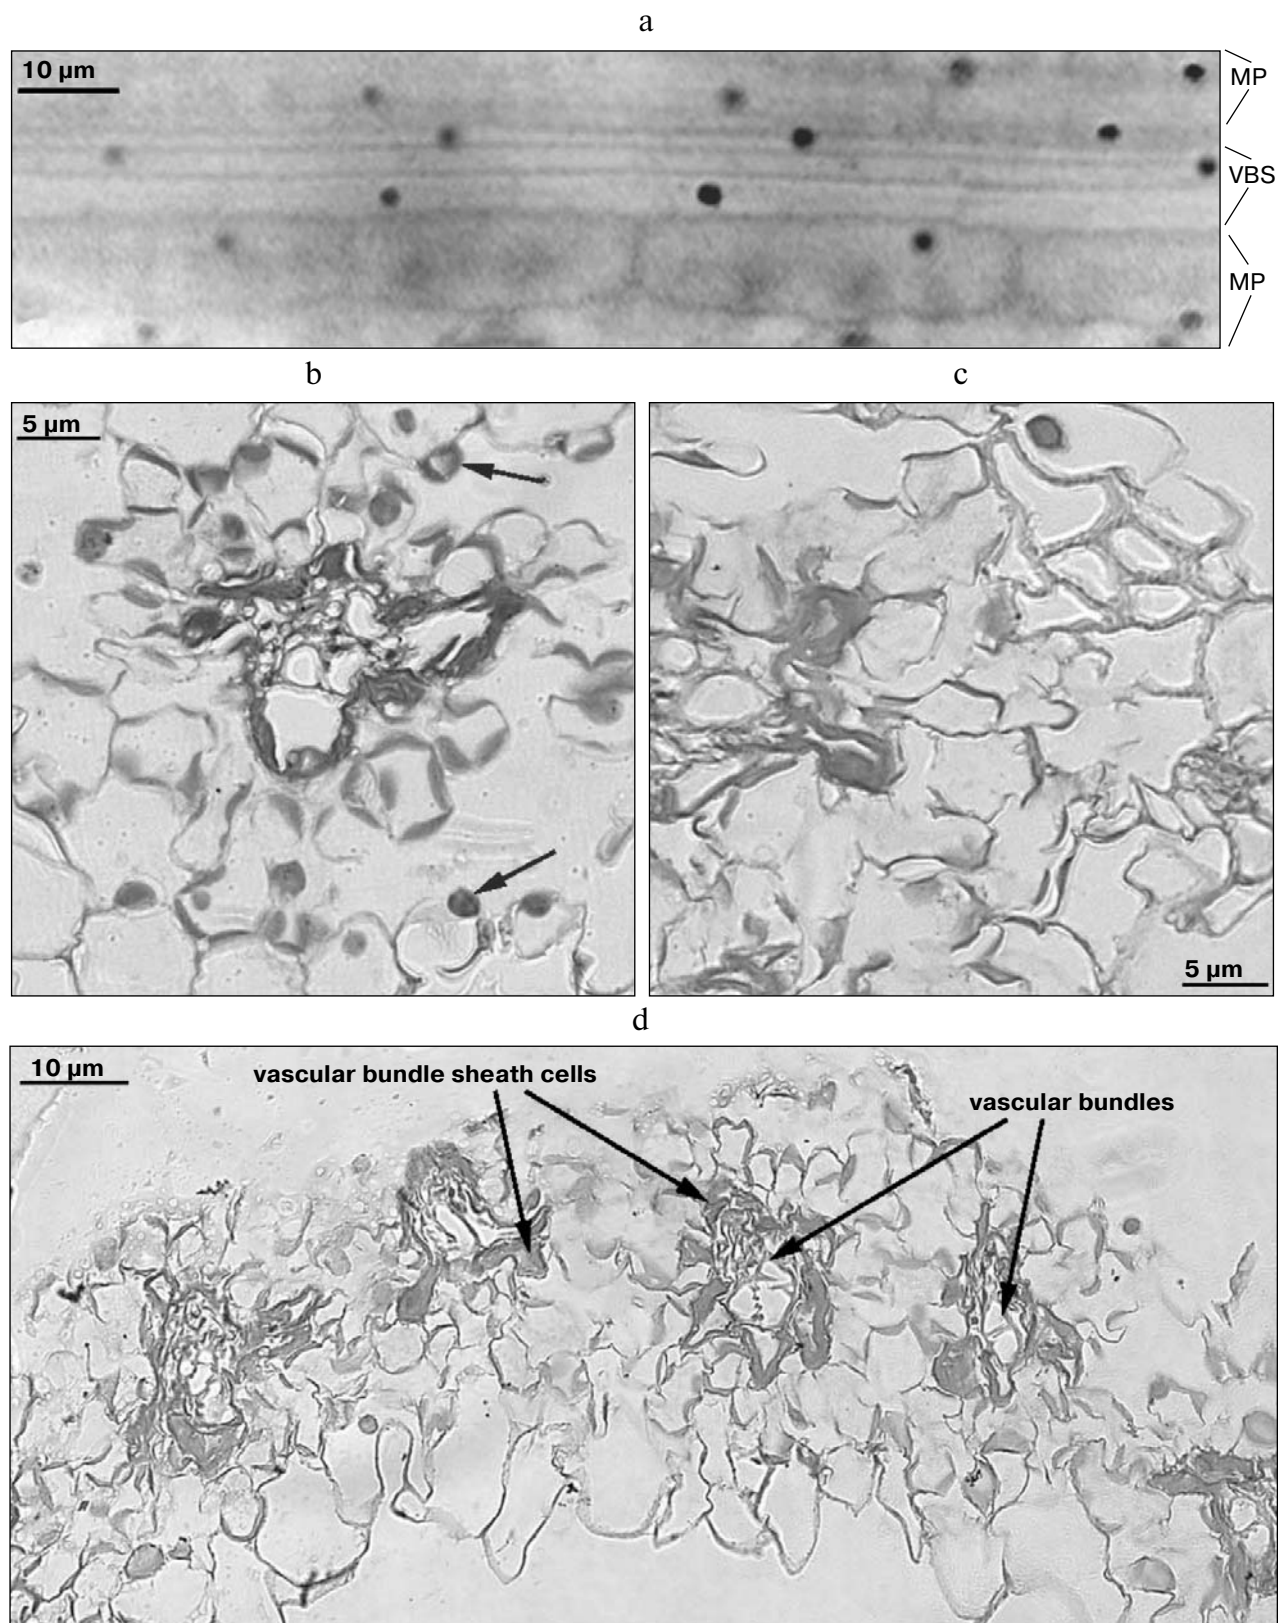 a
10 µm
MP
VBS
MP
b
c
5 µm
5 µm
d
10 µm
vascular bundle sheath cells
vascular bundles